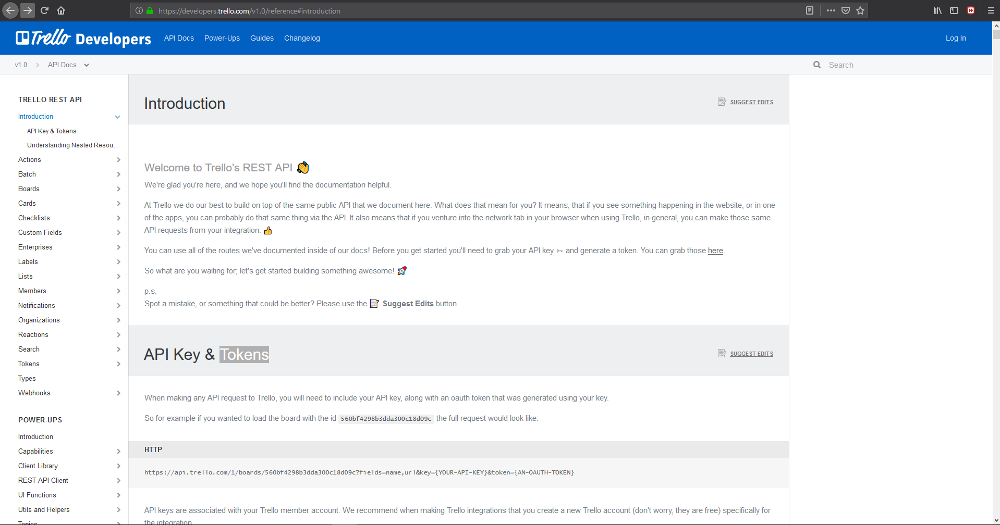 https://developers.trello.com/v1.0/reference#introduction
Trello Developers
API Docs
Power-Ups
Guides
Changelog
Log In
v1.0
API Docs
Search
TRELLO REST API
Introduction
API Key & Tokens
Understanding Nested Resou...
Actions
Batch
Boards
Cards
Checklists
Custom Fields
Enterprises
Labels
Lists
Members
Notifications
Organizations
Reactions
Search
Tokens
Types
Webhooks
POWER-UPS
Introduction
Capabilities
Client Library
REST API Client
UI Functions
Utils and Helpers
Topics
Introduction
SUGGEST EDITS
Welcome to Trello's REST API 👋
We're glad you're here, and we hope you'll find the documentation helpful.
At Trello we do our best to build on top of the same public API that we document here. What does that mean for you? It means, that if you see something happening in the website, or in one
of the apps, you can probably do that same thing via the API. It also means that if you venture into the network tab in your browser when using Trello, in general, you can make those same
API requests from your integration. 👍
You can use all of the routes we've documented inside of our docs! Before you get started you'll need to grab your API key 🗝 and generate a token. You can grab those here.
So what are you waiting for; let's get started building something awesome! 🚀
p.s.
Spot a mistake, or something that could be better? Please use the 📝 Suggest Edits button.
API Key & Tokens
SUGGEST EDITS
When making any API request to Trello, you will need to include your API key, along with an oauth token that was generated using your key.
So for example if you wanted to load the board with the id 560bf4298b3dda300c18d09c the full request would look like:
HTTP
https://api.trello.com/1/boards/560bf4298b3dda300c18d09c?fields=name,url&key={YOUR-API-KEY}&token={AN-OAUTH-TOKEN}
API keys are associated with your Trello member account. We recommend when making Trello integrations that you create a new Trello account (don't worry, they are free) specifically for
the integration.